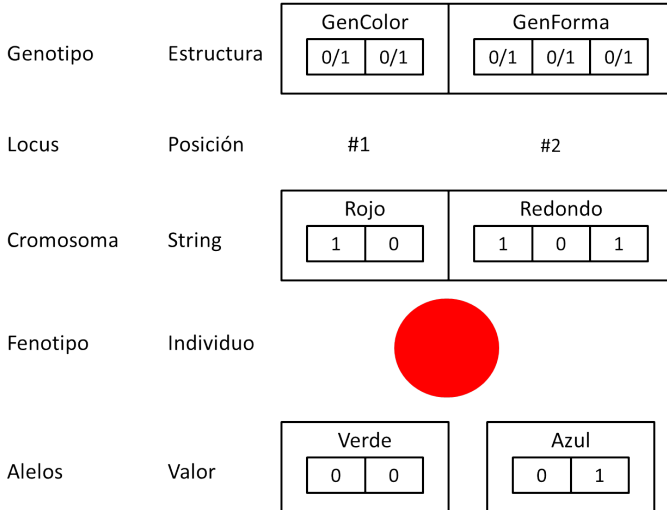 GenColor GenForma
Genotipo Estructura 0/1 0/1 0/1 0/1 0/1
Locus Posición #1 #2
Rojo Redondo
Cromosoma String 1 0 1 0 1
Fenotipo Individuo
Verde Azul
Alelos Valor 0 0 0 1